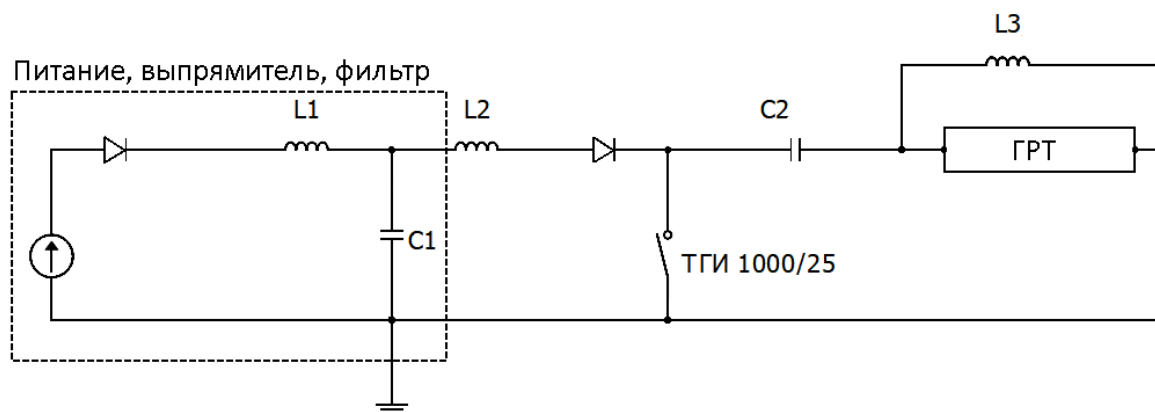 L3
Питание, выпрямитель, фильтр
L1
L2
C2
ГРТ
C1
ТГИ 1000/25